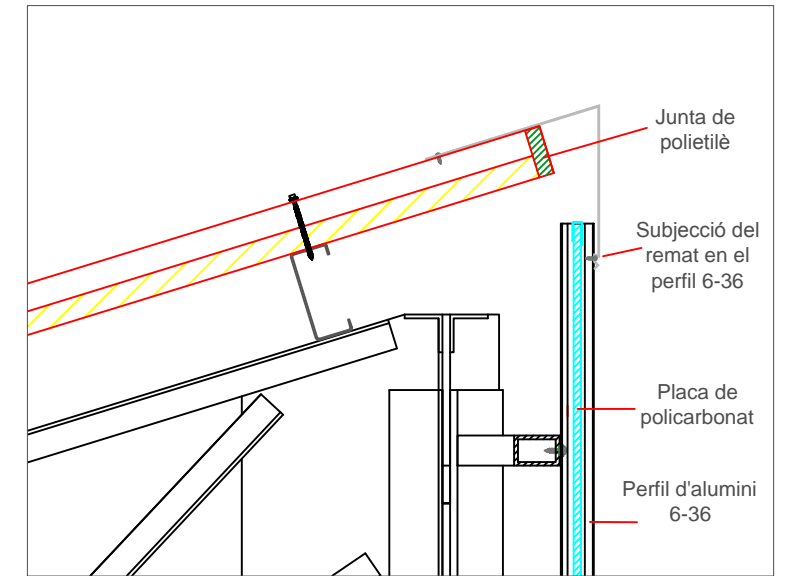 Junta de
polietilè
Subjecció del
remat en el
perfil 6-36
Placa de
policarbonat
Perfil d'alumini
6-36